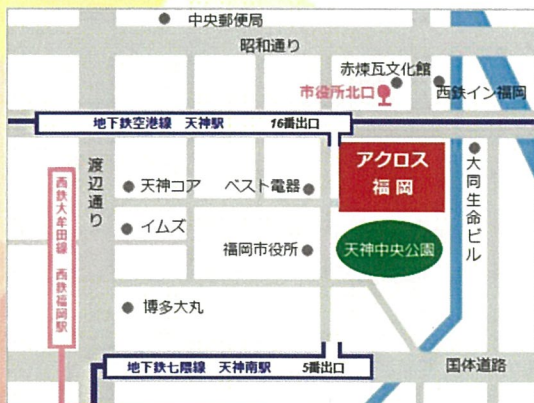 中央郵便局
昭和通り
赤煉瓦文化館
市役所北口
西鉄イン福岡
地下鉄空港線 天神駅 16番出口
渡辺通り
アクロス
福岡
大同生命ビル
天神コア
ベスト電器
西鉄大牟田線 西鉄福岡駅
イムズ
福岡市役所
天神中央公園
博多大丸
地下鉄七隈線 天神南駅 5番出口
国体道路